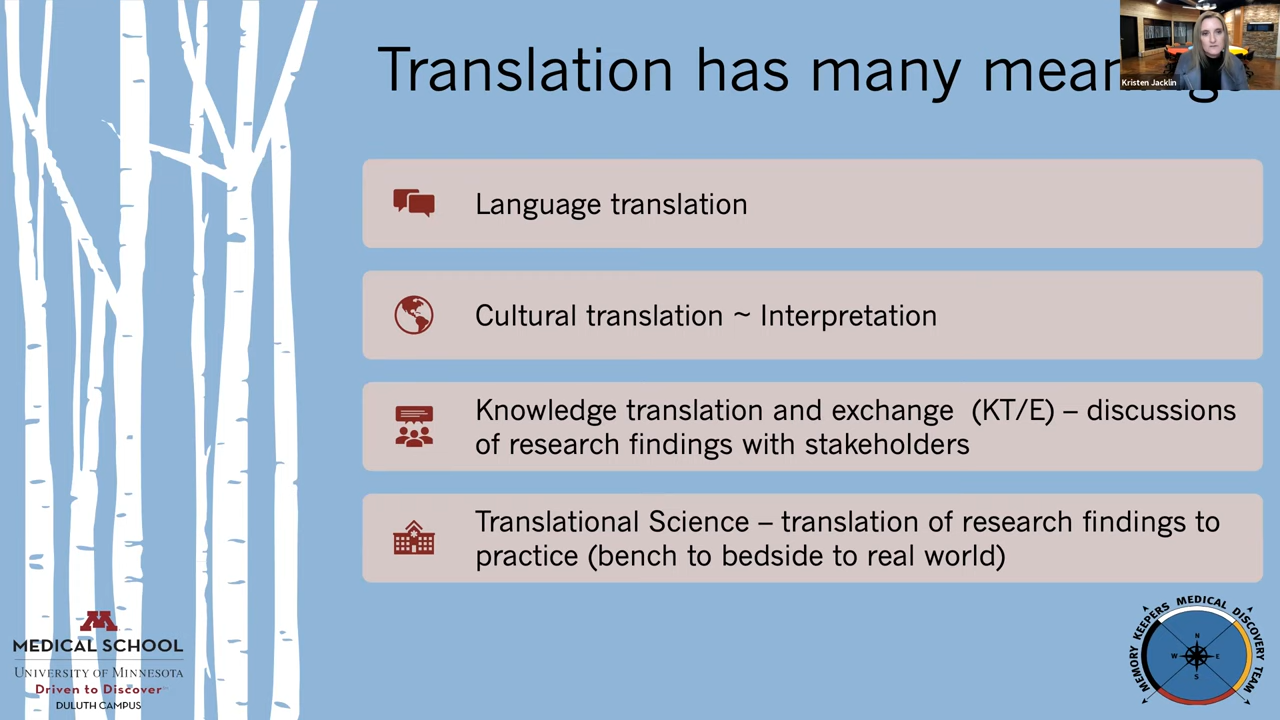 Translation has many
Kristen Jacklin
Language translation
Cultural translation ~ Interpretation
Knowledge translation and exchange (KT/E) – discussions
of research findings with stakeholders
Translational Science – translation of research findings to
practice (bench to bedside to real world)
M
MEDICAL SCHOOL
UNIVERSITY OF MINNESOTA
Driven to Discover
DULUTH CAMPUS
MEMORY KEEPERS MEDICAL DISCOVERY TEAM
N
W E
S